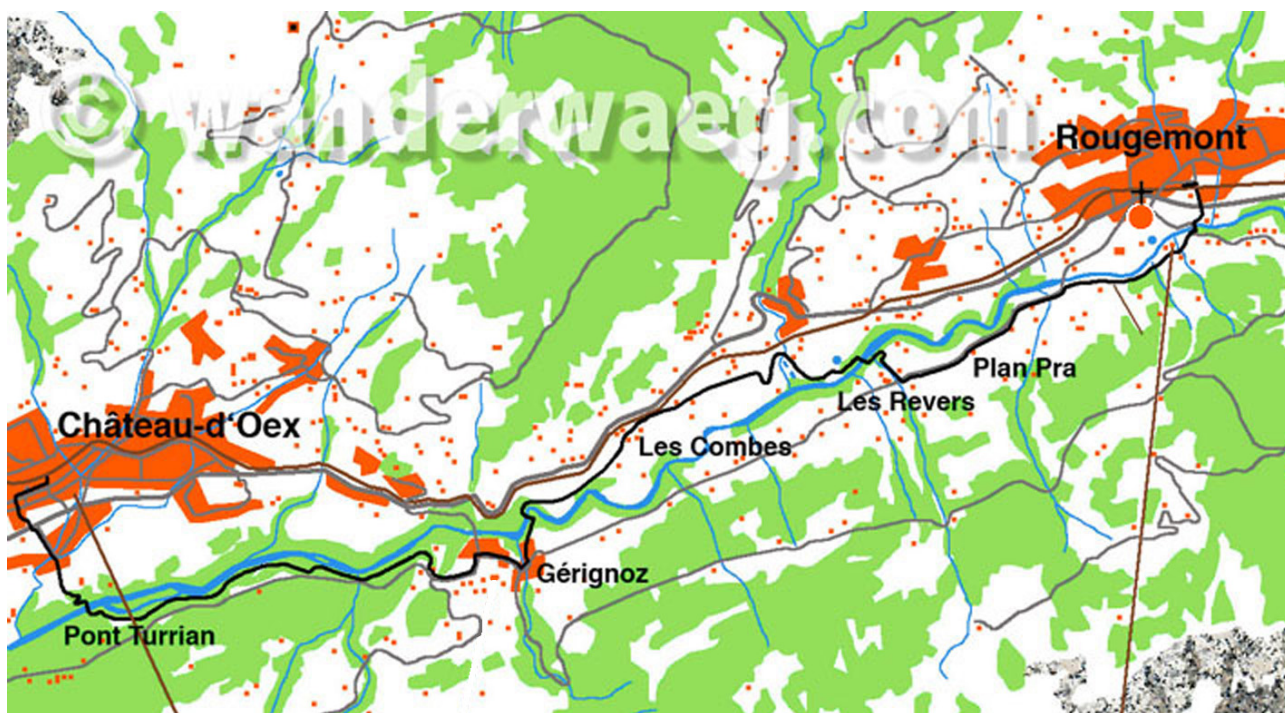 © wanderwaeg.com
Rougemont
Plan Pra
Les Revers
Château-d'Oex
Les Combes
Gérignoz
Pont Turrian